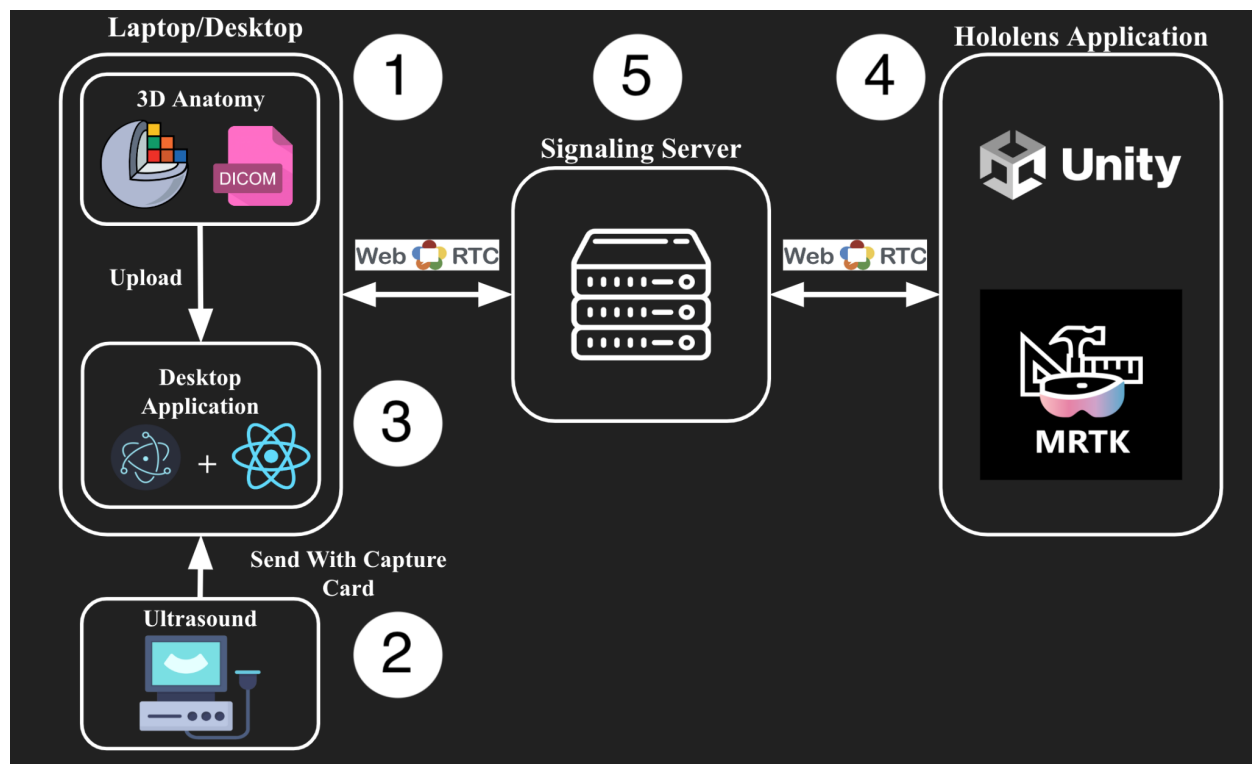 Laptop/Desktop
1
3D Anatomy
DICOM
Upload
Desktop
Application
+
3
Send With Capture
Card
Ultrasound
2
Web RTC
5
Signaling Server
Web RTC
4
Hololens Application
Unity
MRTK